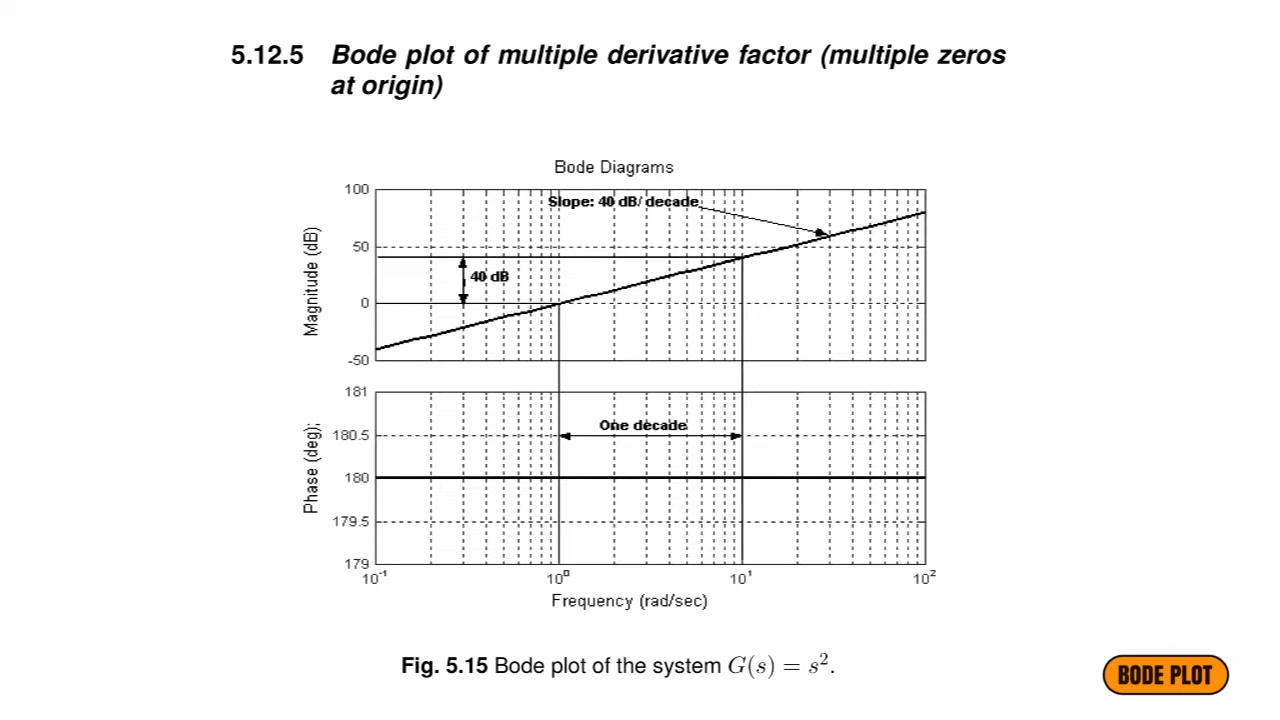 5.12.5 Bode plot of multiple derivative factor (multiple zeros
at origin)
Bode Diagrams
100
Slope: 40 dB/ decade
50
40 dB
0
-50
Magnitude (dB)
181
One decade
180.5
180
179.5
179
Phase (deg);
10⁻¹ 10⁰ 10¹ 10²
Frequency (rad/sec)
Fig. 5.15 Bode plot of the system G(s) = s².
BODE PLOT